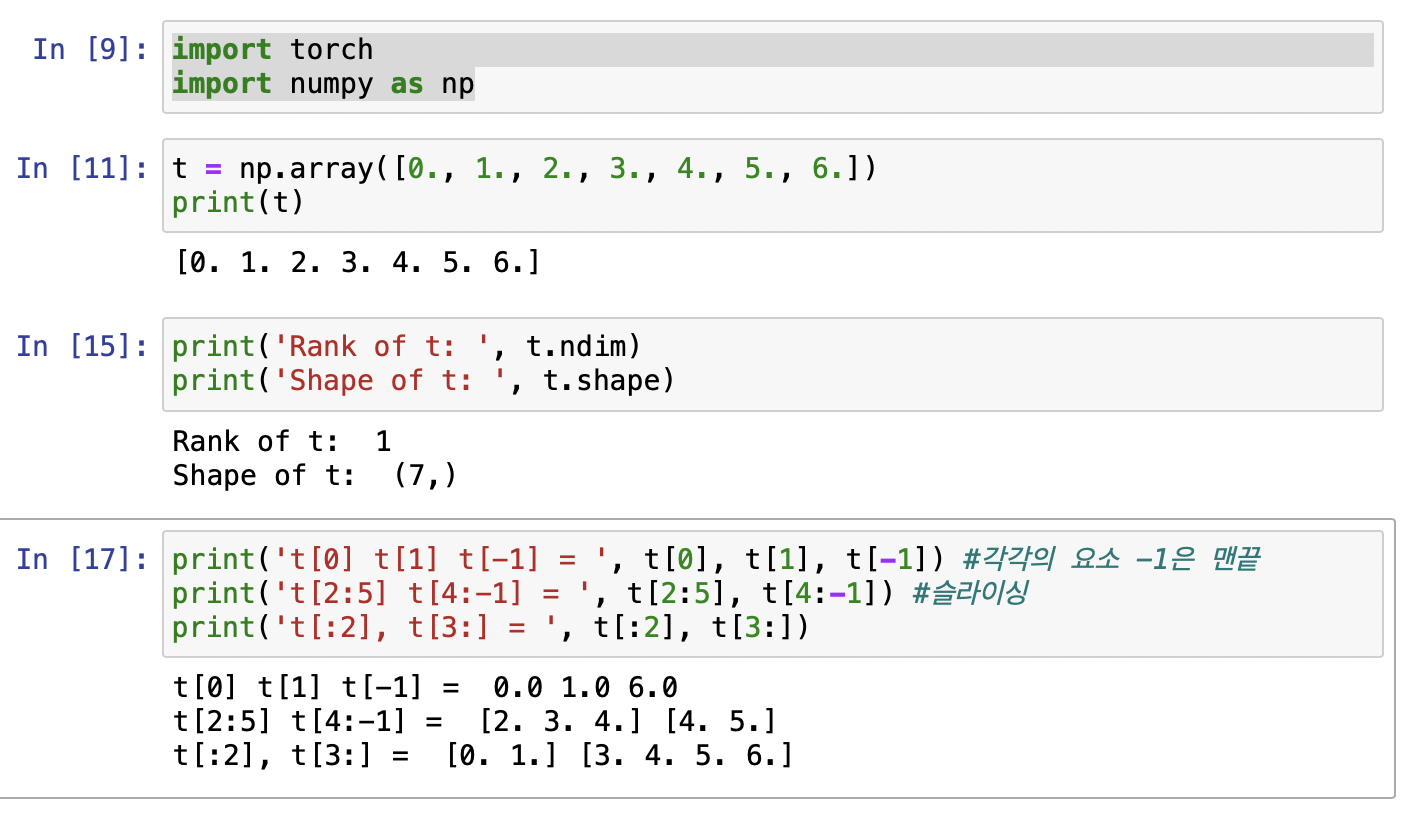 In [9]: import torch
import numpy as np
In [11]: t = np.array([0., 1., 2., 3., 4., 5., 6.])
print(t)
[0. 1. 2. 3. 4. 5. 6.]
In [15]: print('Rank of t: ', t.ndim)
print('Shape of t: ', t.shape)
Rank of t:  1
Shape of t:  (7,)
In [17]: print('t[0] t[1] t[-1] = ', t[0], t[1], t[-1]) #각각의 요소 -1은 맨끝
print('t[2:5] t[4:-1] = ', t[2:5], t[4:-1]) #슬라이싱
print('t[:2], t[3:] = ', t[:2], t[3:])
t[0] t[1] t[-1] =  0.0 1.0 6.0
t[2:5] t[4:-1] =  [2. 3. 4.] [4. 5.]
t[:2], t[3:] =  [0. 1.] [3. 4. 5. 6.]